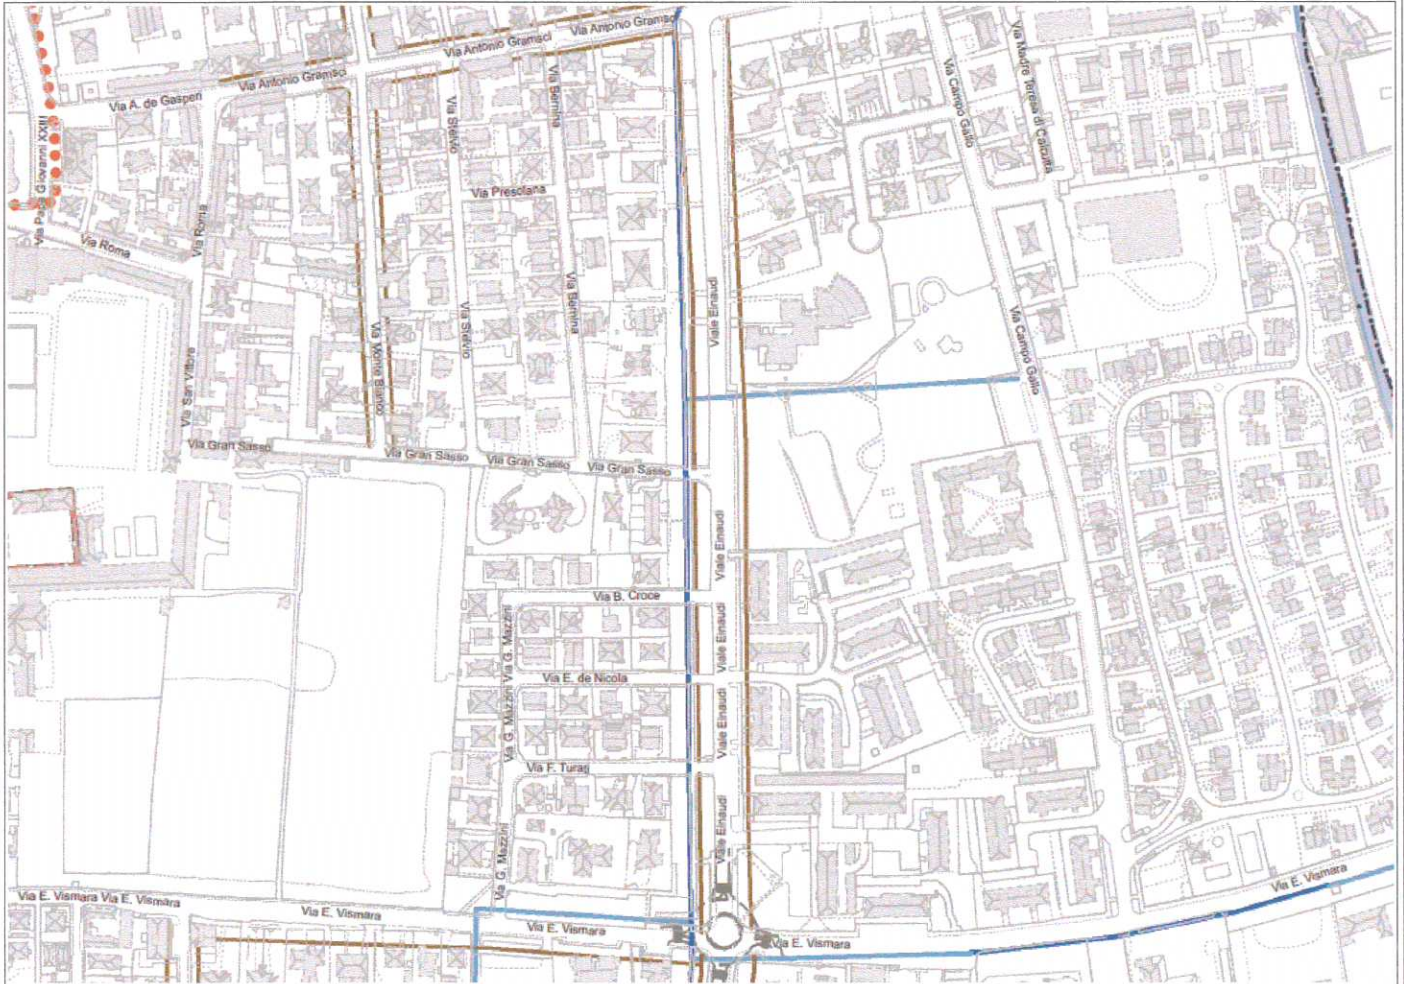 Via Antonio Gramsci
Via Antonio Gramsci
Via Antonio Gramsci
Via A. de Gasperi
Via Papa Giovanni XXIII
Via Roma
Via Roma
Via San Vittore
Via Monte Bianco
Via Stelvio
Via Stelvio
Via Bernina
Via Bernina
Via Presolana
Via Campo Gallo
Via Campo Gallo
Via Madre Teresa di Calcutta
Viale Einaudi
Via Gran Sasso
Via Gran Sasso
Via Gran Sasso
Via Gran Sasso
Viale Einaudi
Via B. Croce
Viale Einaudi
Via G. Mazzini
Via G. Mazzini
Via E. de Nicola
Viale Einaudi
Via F. Turati
Viale Einaudi
Via G. Mazzini
Via E. Vismara Via E. Vismara
Via E. Vismara
Via E. Vismara
Via E. Vismara
Via E. Vismara